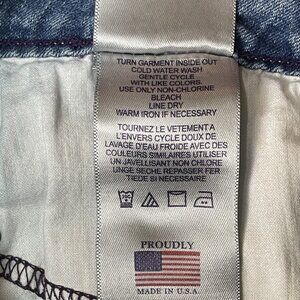 TURN GARMENT INSIDE OUT
COLD WATER WASH
GENTLE CYCLE
WITH LIKE COLORS.
USE ONLY NON-CHLORINE
BLEACH
LINE DRY
WARM IRON IF NECESSARY
TOURNEZ LE VETEMENT A
L'ENVERS CYCLE DOUX DE
LAVAGE D'EAU FROIDE AVEC DES
COULEURS SIMILAIRES UTILISER
UN JAVELLISANT NON CHLORE
LINGE SECHE REPASSER FER
TIEDE SI NECESSAIRE
PROUDLY
MADE IN U.S.A.